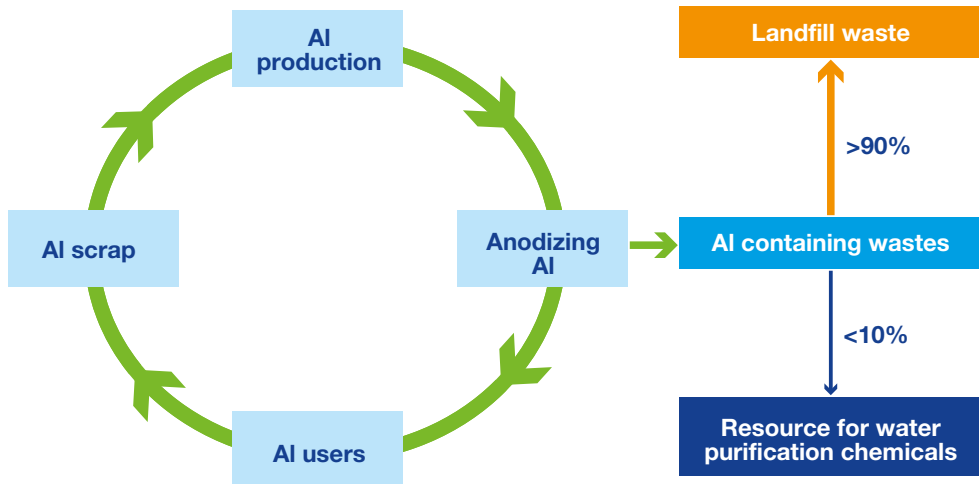 Al
production
Landfill waste
>90%
Al scrap
Anodizing
Al
Al containing wastes
<10%
Al users
Resource for water
purification chemicals